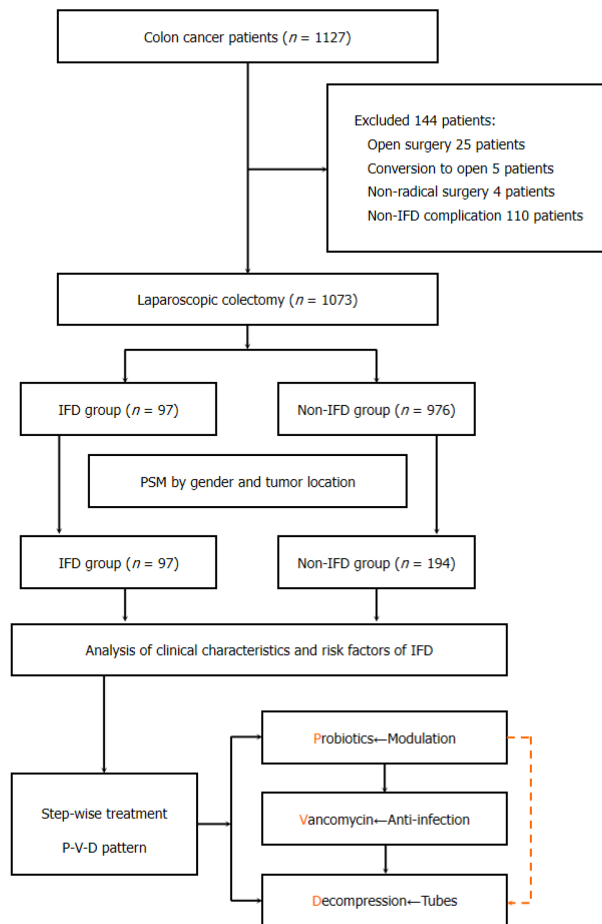 Colon cancer patients (n = 1127)
Excluded 144 patients:
Open surgery 25 patients
Conversion to open 5 patients
Non-radical surgery 4 patients
Non-IFD complication 110 patients
Laparoscopic colectomy (n = 1073)
IFD group (n = 97)
Non-IFD group (n = 976)
PSM by gender and tumor location
IFD group (n = 97)
Non-IFD group (n = 194)
Analysis of clinical characteristics and risk factors of IFD
Step-wise treatment
P-V-D pattern
Probiotics←Modulation
Vancomycin←Anti-infection
Decompression←Tubes